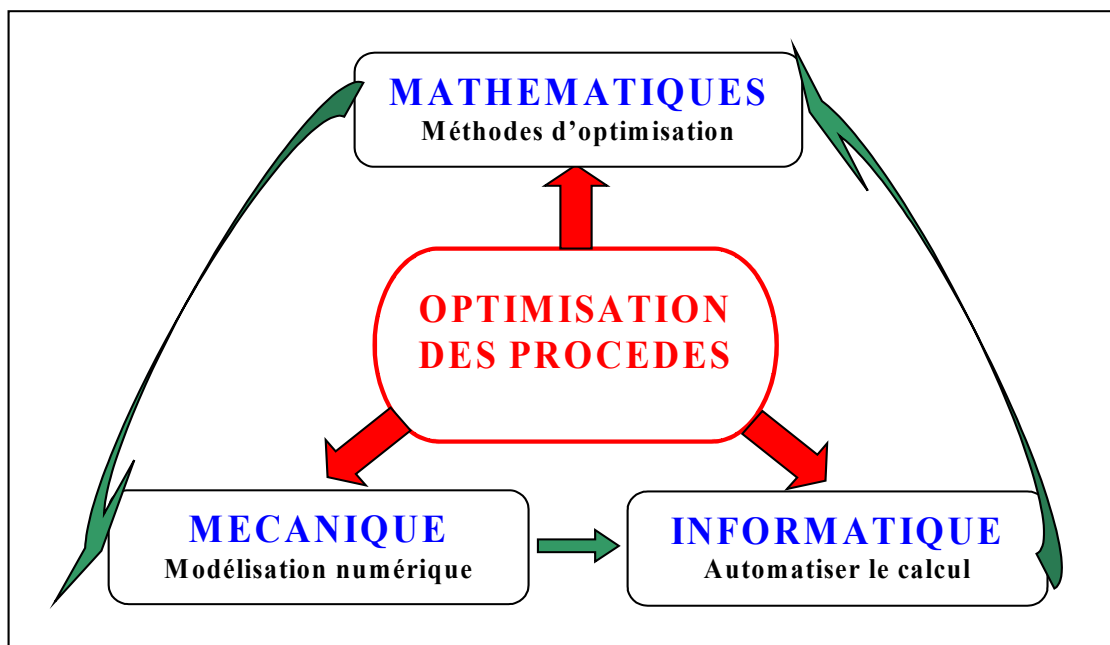 MATHEMATIQUES
Méthodes d’optimisation
OPTIMISATION
DES PROCEDES
MECANIQUE
Modélisation numérique
INFORMATIQUE
Automatiser le calcul